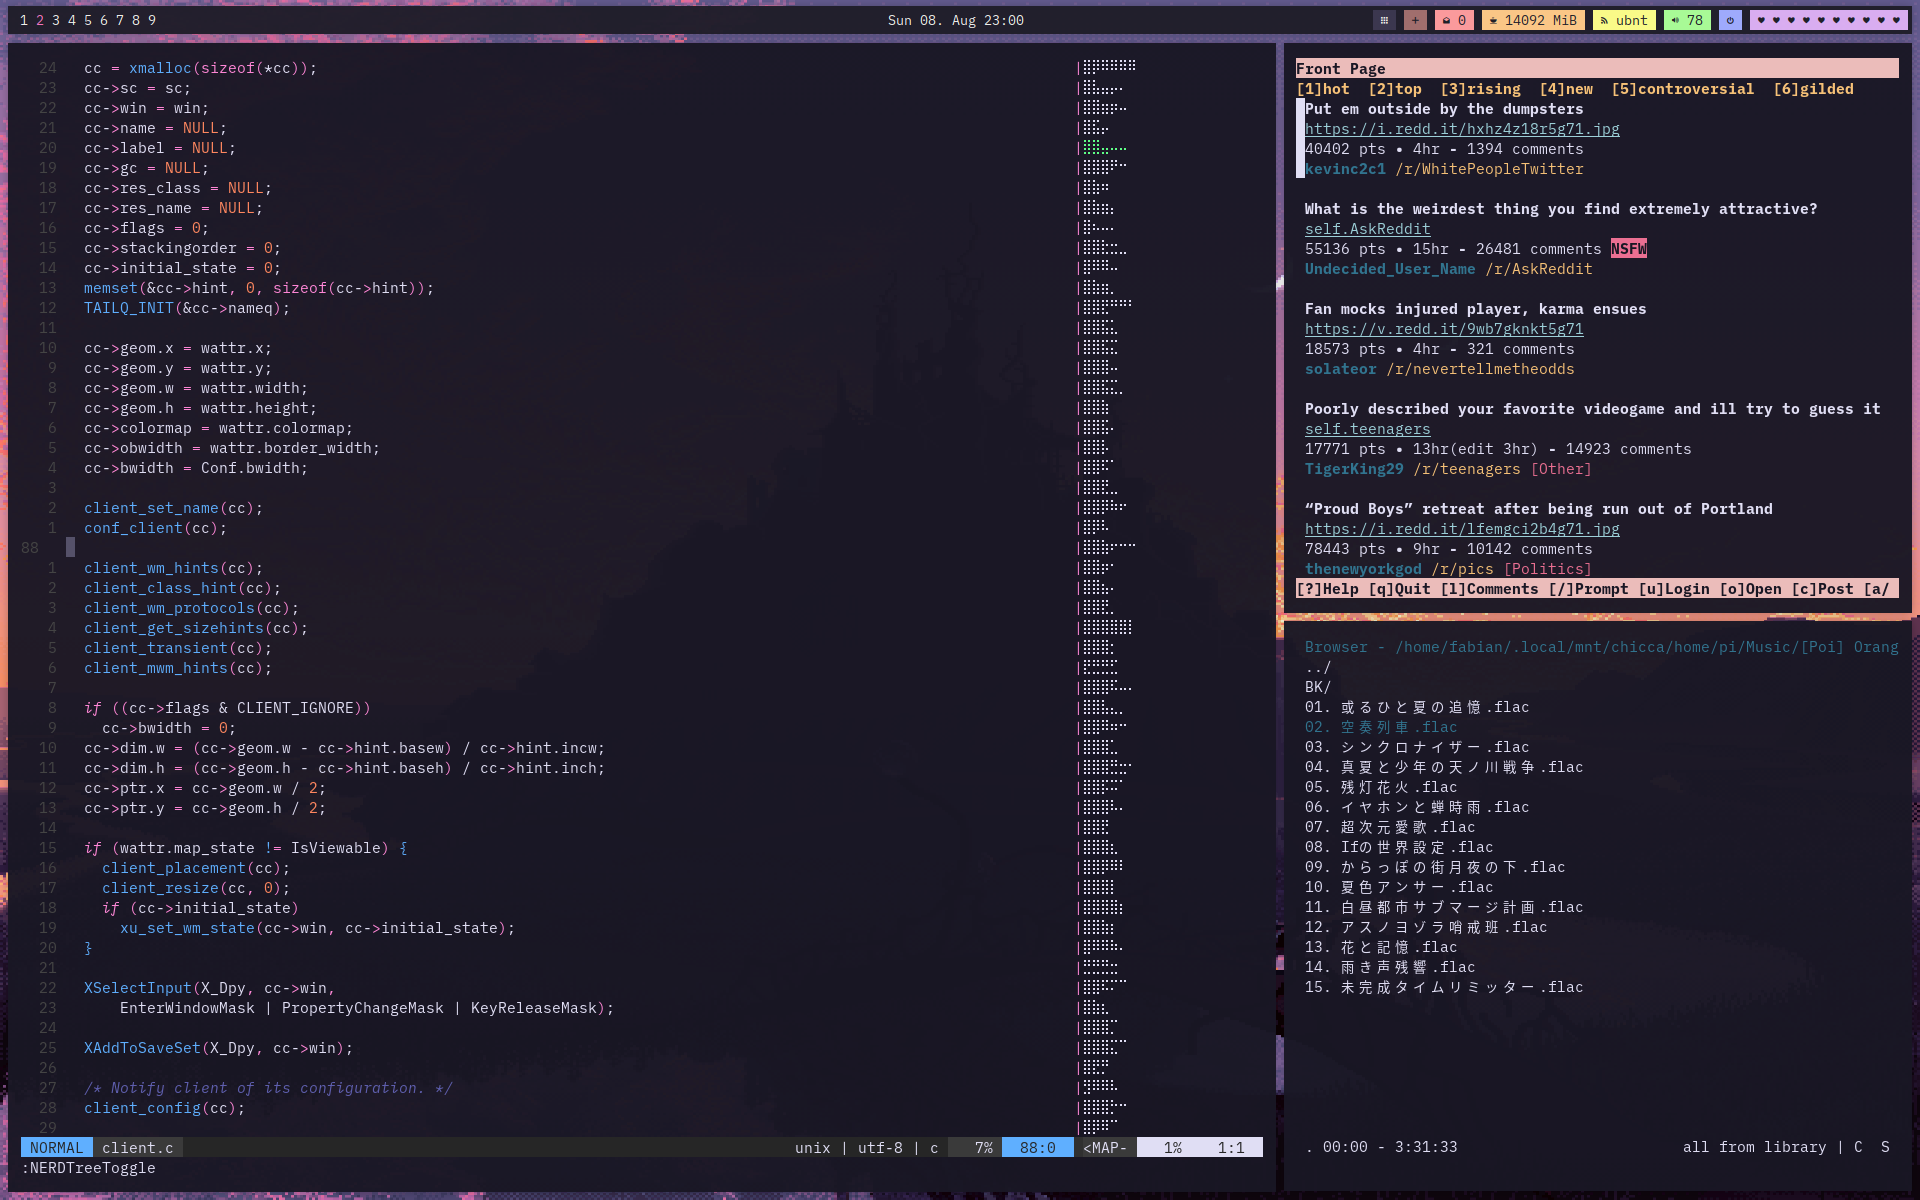 1 2 3 4 5 6 7 8 9
Sun 08. Aug 23:00
0 14092 MiB ubnt 78
24 cc = xmalloc(sizeof(*cc));
23 cc->sc = sc;
22 cc->win = win;
21 cc->name = NULL;
20 cc->label = NULL;
19 cc->gc = NULL;
18 cc->res_class = NULL;
17 cc->res_name = NULL;
16 cc->flags = 0;
15 cc->stackingorder = 0;
14 cc->initial_state = 0;
13 memset(&cc->hint, 0, sizeof(cc->hint));
12 TAILQ_INIT(&cc->nameq);
11
10 cc->geom.x = wattr.x;
9 cc->geom.y = wattr.y;
8 cc->geom.w = wattr.width;
7 cc->geom.h = wattr.height;
6 cc->colormap = wattr.colormap;
5 cc->obwidth = wattr.border_width;
4 cc->bwidth = Conf.bwidth;
3
2 client_set_name(cc);
1 conf_client(cc);
88
1 client_wm_hints(cc);
2 client_class_hint(cc);
3 client_wm_protocols(cc);
4 client_get_sizehints(cc);
5 client_transient(cc);
6 client_mwm_hints(cc);
7
8 if ((cc->flags & CLIENT_IGNORE))
9 cc->bwidth = 0;
10 cc->dim.w = (cc->geom.w - cc->hint.basew) / cc->hint.incw;
11 cc->dim.h = (cc->geom.h - cc->hint.baseh) / cc->hint.inch;
12 cc->ptr.x = cc->geom.w / 2;
13 cc->ptr.y = cc->geom.h / 2;
14
15 if (wattr.map_state != IsViewable) {
16 client_placement(cc);
17 client_resize(cc, 0);
18 if (cc->initial_state)
19 xu_set_wm_state(cc->win, cc->initial_state);
20 }
21
22 XSelectInput(X_Dpy, cc->win,
23 EnterWindowMask | PropertyChangeMask | KeyReleaseMask);
24
25 XAddToSaveSet(X_Dpy, cc->win);
26
27 /* Notify client of its configuration. */
28 client_config(cc);
29
NORMAL client.c unix | utf-8 | c 7% 88:0 <MAP- 1% 1:1
:NERDTreeToggle
Front Page
[1]hot [2]top [3]rising [4]new [5]controversial [6]gilded
Put em outside by the dumpsters
https://i.redd.it/hxhz4z18r5g71.jpg
40402 pts • 4hr - 1394 comments
kevinc2c1 /r/WhitePeopleTwitter
What is the weirdest thing you find extremely attractive?
self.AskReddit
55136 pts • 15hr - 26481 comments NSFW
Undecided_User_Name /r/AskReddit
Fan mocks injured player, karma ensues
https://v.redd.it/9wb7gknkt5g71
18573 pts • 4hr - 321 comments
solateor /r/nevertellmetheodds
Poorly described your favorite videogame and ill try to guess it
self.teenagers
17771 pts • 13hr(edit 3hr) - 14923 comments
TigerKing29 /r/teenagers [Other]
“Proud Boys” retreat after being run out of Portland
https://i.redd.it/lfemgci2b4g71.jpg
78443 pts • 9hr - 10142 comments
thenewyorkgod /r/pics [Politics]
[?]Help [q]Quit [l]Comments [/]Prompt [u]Login [o]Open [c]Post [a/
Browser - /home/fabian/.local/mnt/chicca/home/pi/Music/[Poi] Orang
../
BK/
01. 或るひと夏の追憶.flac
02. 空奏列車.flac
03. シンクロナイザー.flac
04. 真夏と少年の天ノ川戦争.flac
05. 残灯花火.flac
06. イヤホンと蝉時雨.flac
07. 超次元愛歌.flac
08. Ifの世界設定.flac
09. からっぽの街月夜の下.flac
10. 夏色アンサー.flac
11. 白昼都市サブマージ計画.flac
12. アスノヨゾラ哨戒班.flac
13. 花と記憶.flac
14. 雨き声残響.flac
15. 未完成タイムリミッター.flac
. 00:00 - 3:31:33 all from library | C S